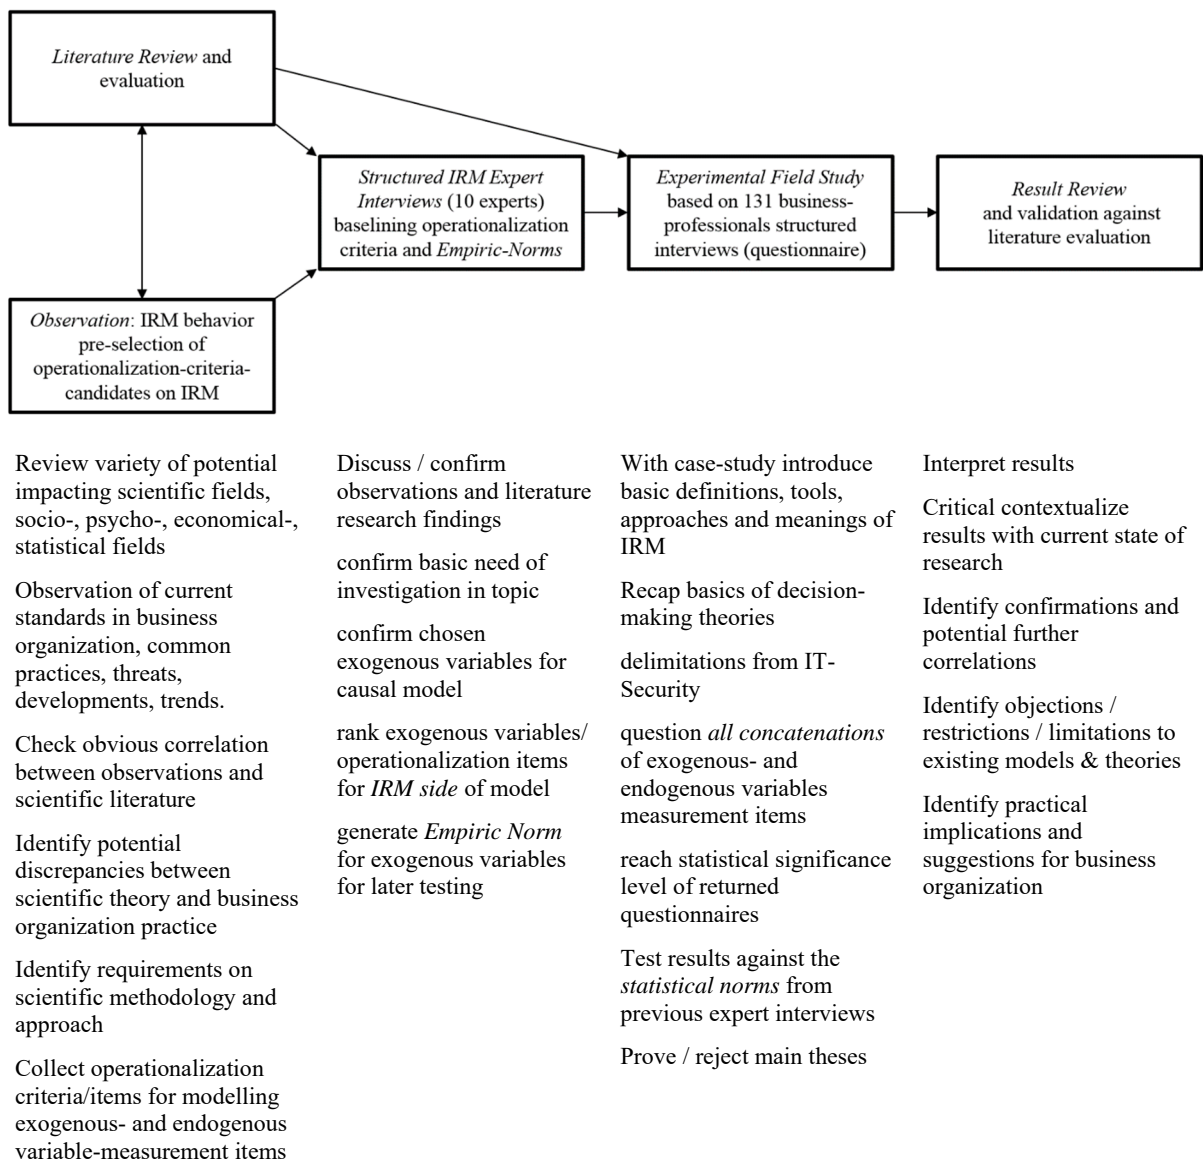 Literature Review and
evaluation
Structured IRM Expert
Interviews (10 experts)
baselining operationalization
criteria and Empiric-Norms
Experimental Field Study
based on 131 business-
professionals structured
interviews (questionnaire)
Result Review
and validation against
literature evaluation
Observation: IRM behavior
pre-selection of
operationalization-criteria-
candidates on IRM
Review variety of potential
impacting scientific fields,
socio-, psycho-, economical-,
statistical fields
Observation of current
standards in business
organization, common
practices, threats,
developments, trends.
Check obvious correlation
between observations and
scientific literature
Identify potential
discrepancies between
scientific theory and business
organization practice
Identify requirements on
scientific methodology and
approach
Collect operationalization
criteria/items for modelling
exogenous- and endogenous
variable-measurement items
Discuss / confirm
observations and literature
research findings
confirm basic need of
investigation in topic
confirm chosen
exogenous variables for
causal model
rank exogenous variables/
operationalization items
for IRM side of model
generate Empiric Norm
for exogenous variables
for later testing
With case-study introduce
basic definitions, tools,
approaches and meanings of
IRM
Recap basics of decision-
making theories
delimitations from IT-
Security
question all concatenations
of exogenous- and
endogenous variables
measurement items
reach statistical significance
level of returned
questionnaires
Test results against the
statistical norms from
previous expert interviews
Prove / reject main theses
Interpret results
Critical contextualize
results with current state of
research
Identify confirmations and
potential further
correlations
Identify objections /
restrictions / limitations to
existing models & theories
Identify practical
implications and
suggestions for business
organization